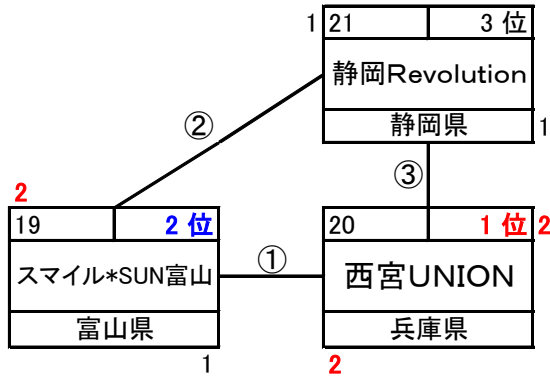 1 21 3 位
静岡Revolution
静岡県 1
②
③
2
19 2 位
スマイル*SUN富山
富山県
1
①
20 1 位 2
西宮UNION
兵庫県
2